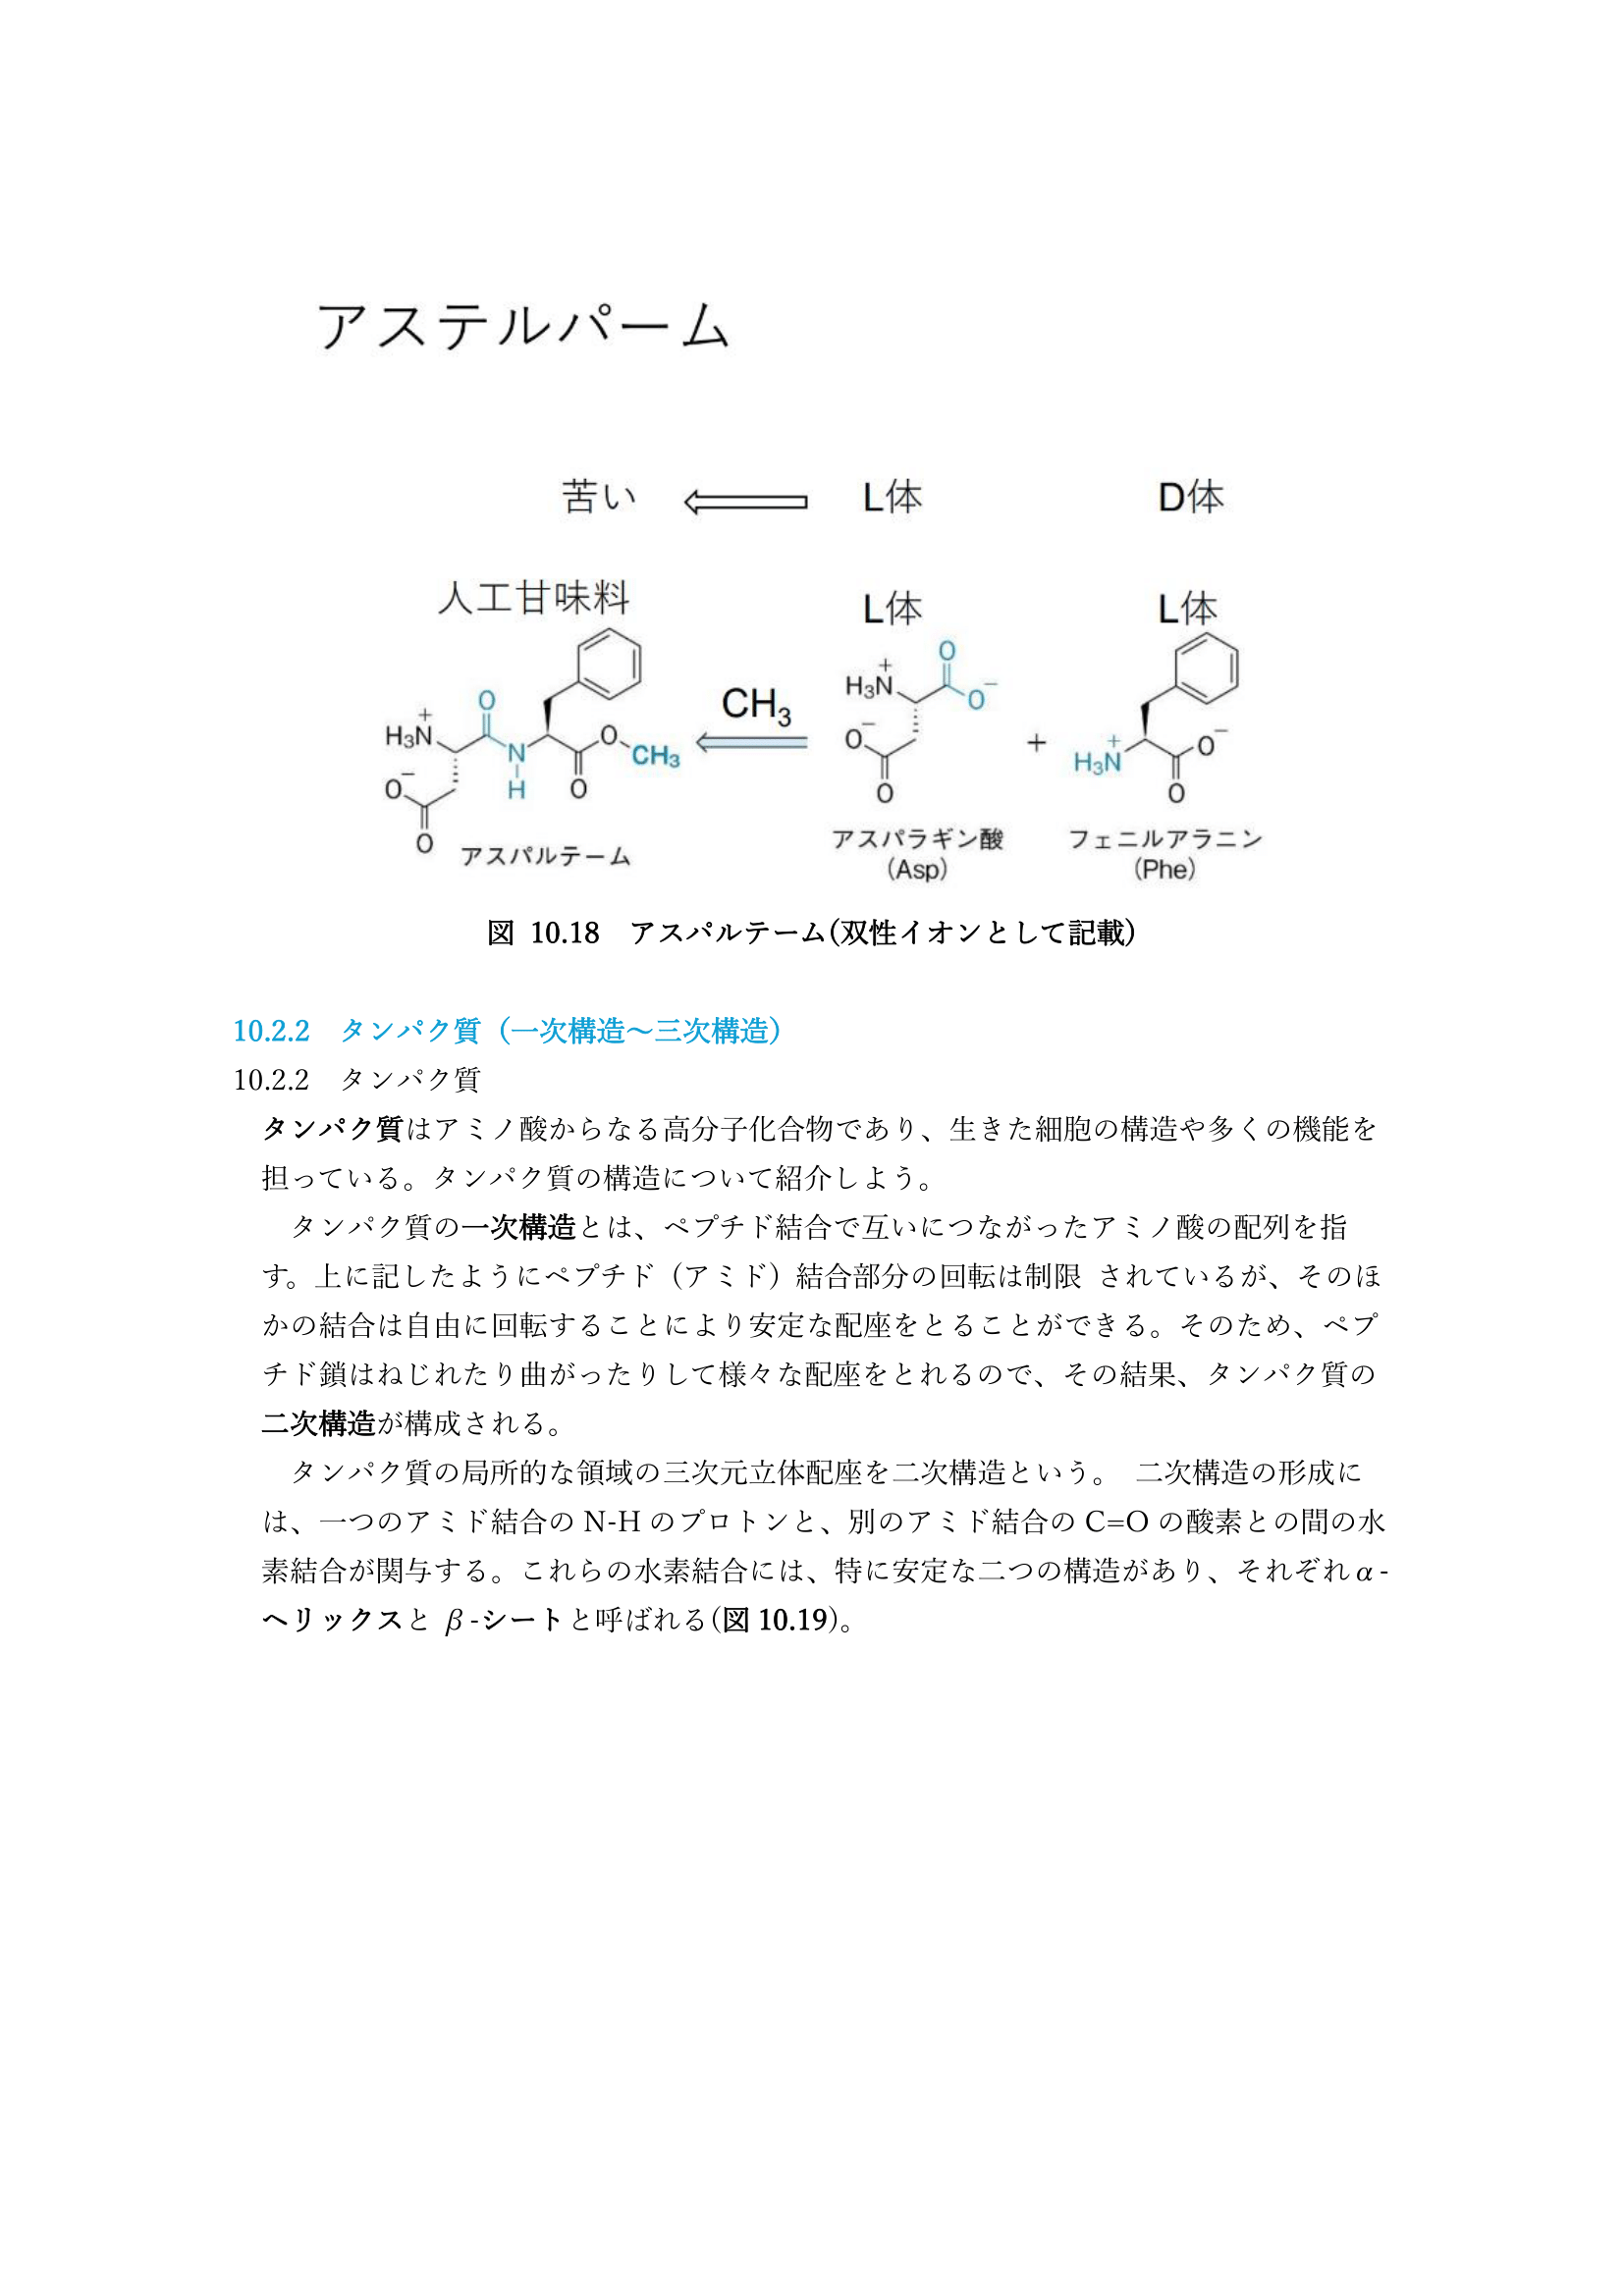 アステルパーム
苦い L体 D体
人工甘味料 L体 L体
H₃N⁺ O N H O CH₃ O O⁻ O
CH₃
H₃N⁺ O O⁻ O⁻ O
+
H₃N⁺ O⁻ O
アスパルテーム
アスパラギン酸
(Asp)
フェニルアラニン
(Phe)
図 10.18 アスパルテーム(双性イオンとして記載)
10.2.2 タンパク質（一次構造～三次構造）
10.2.2 タンパク質
タンパク質はアミノ酸からなる高分子化合物であり、生きた細胞の構造や多くの機能を
担っている。タンパク質の構造について紹介しよう。
タンパク質の一次構造とは、ペプチド結合で互いにつながったアミノ酸の配列を指
す。上に記したようにペプチド（アミド）結合部分の回転は制限 されているが、そのほ
かの結合は自由に回転することにより安定な配座をとることができる。そのため、ペプ
チド鎖はねじれたり曲がったりして様々な配座をとれるので、その結果、タンパク質の
二次構造が構成される。
タンパク質の局所的な領域の三次元立体配座を二次構造という。 二次構造の形成に
は、一つのアミド結合の N-H のプロトンと、別のアミド結合の C=O の酸素との間の水
素結合が関与する。これらの水素結合には、特に安定な二つの構造があり、それぞれ α -
ヘリックスと β -シートと呼ばれる(図 10.19)。